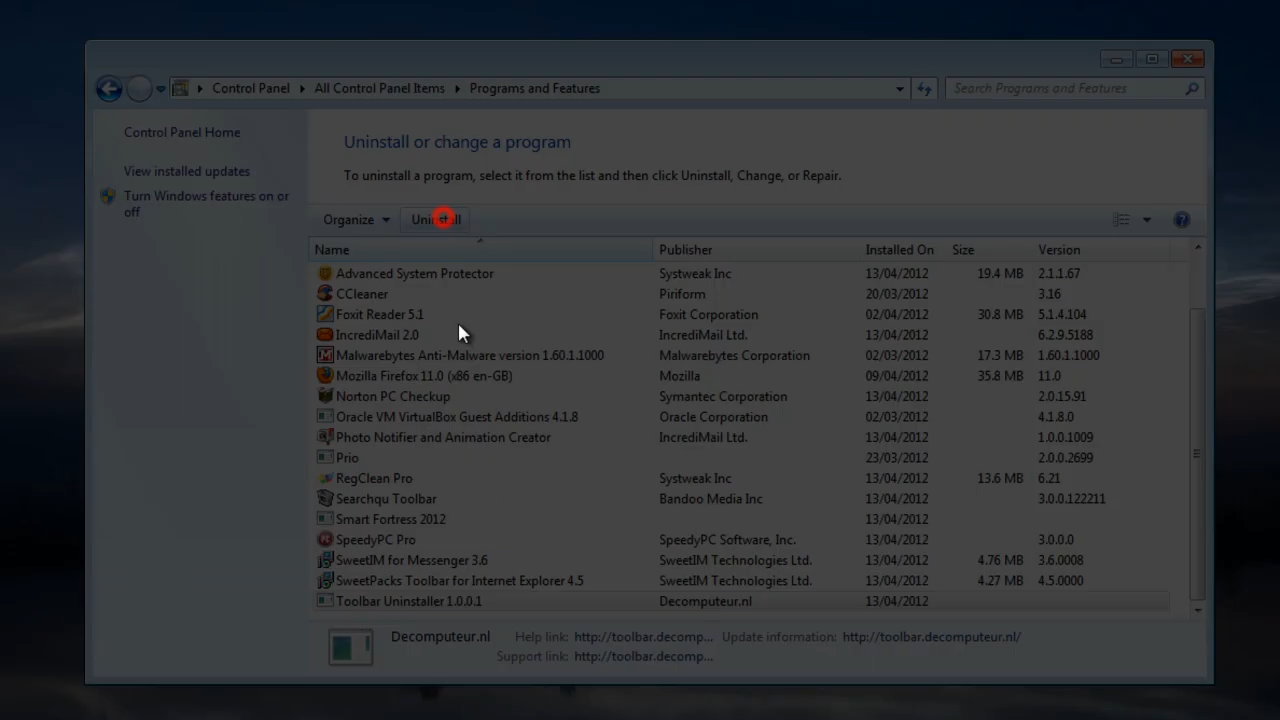 Control Panel All Control Panel Items Programs and Features Search Programs and Features
Control Panel Home
View installed updates
Turn Windows features on or
off
Uninstall or change a program
To uninstall a program, select it from the list and then click Uninstall, Change, or Repair.
Organize Uninstall
Name Publisher Installed On Size Version
Advanced System Protector Systweak Inc 13/04/2012 19.4 MB 2.1.1.67
CCleaner Piriform 20/03/2012 3.16
Foxit Reader 5.1 Foxit Corporation 02/04/2012 30.8 MB 5.1.4.104
IncrediMail 2.0 IncrediMail Ltd. 13/04/2012 6.2.9.5188
Malwarebytes Anti-Malware version 1.60.1.1000 Malwarebytes Corporation 02/03/2012 17.3 MB 1.60.1.1000
Mozilla Firefox 11.0 (x86 en-GB) Mozilla 09/04/2012 35.8 MB 11.0
Norton PC Checkup Symantec Corporation 13/04/2012 2.0.15.91
Oracle VM VirtualBox Guest Additions 4.1.8 Oracle Corporation 02/03/2012 4.1.8.0
Photo Notifier and Animation Creator IncrediMail Ltd. 13/04/2012 1.0.0.1009
Prio 23/03/2012 2.0.0.2699
RegClean Pro Systweak Inc 13/04/2012 13.6 MB 6.21
Searchqu Toolbar Bandoo Media Inc 13/04/2012 3.0.0.122211
Smart Fortress 2012 13/04/2012
SpeedyPC Pro SpeedyPC Software, Inc. 13/04/2012 3.0.0.0
SweetIM for Messenger 3.6 SweetIM Technologies Ltd. 13/04/2012 4.76 MB 3.6.0008
SweetPacks Toolbar for Internet Explorer 4.5 SweetIM Technologies Ltd. 13/04/2012 4.27 MB 4.5.0000
Toolbar Uninstaller 1.0.0.1 Decomputeur.nl 13/04/2012
Decomputeur.nl Help link: http://toolbar.decomp... Update information: http://toolbar.decomputeur.nl/
Support link: http://toolbar.decomp...